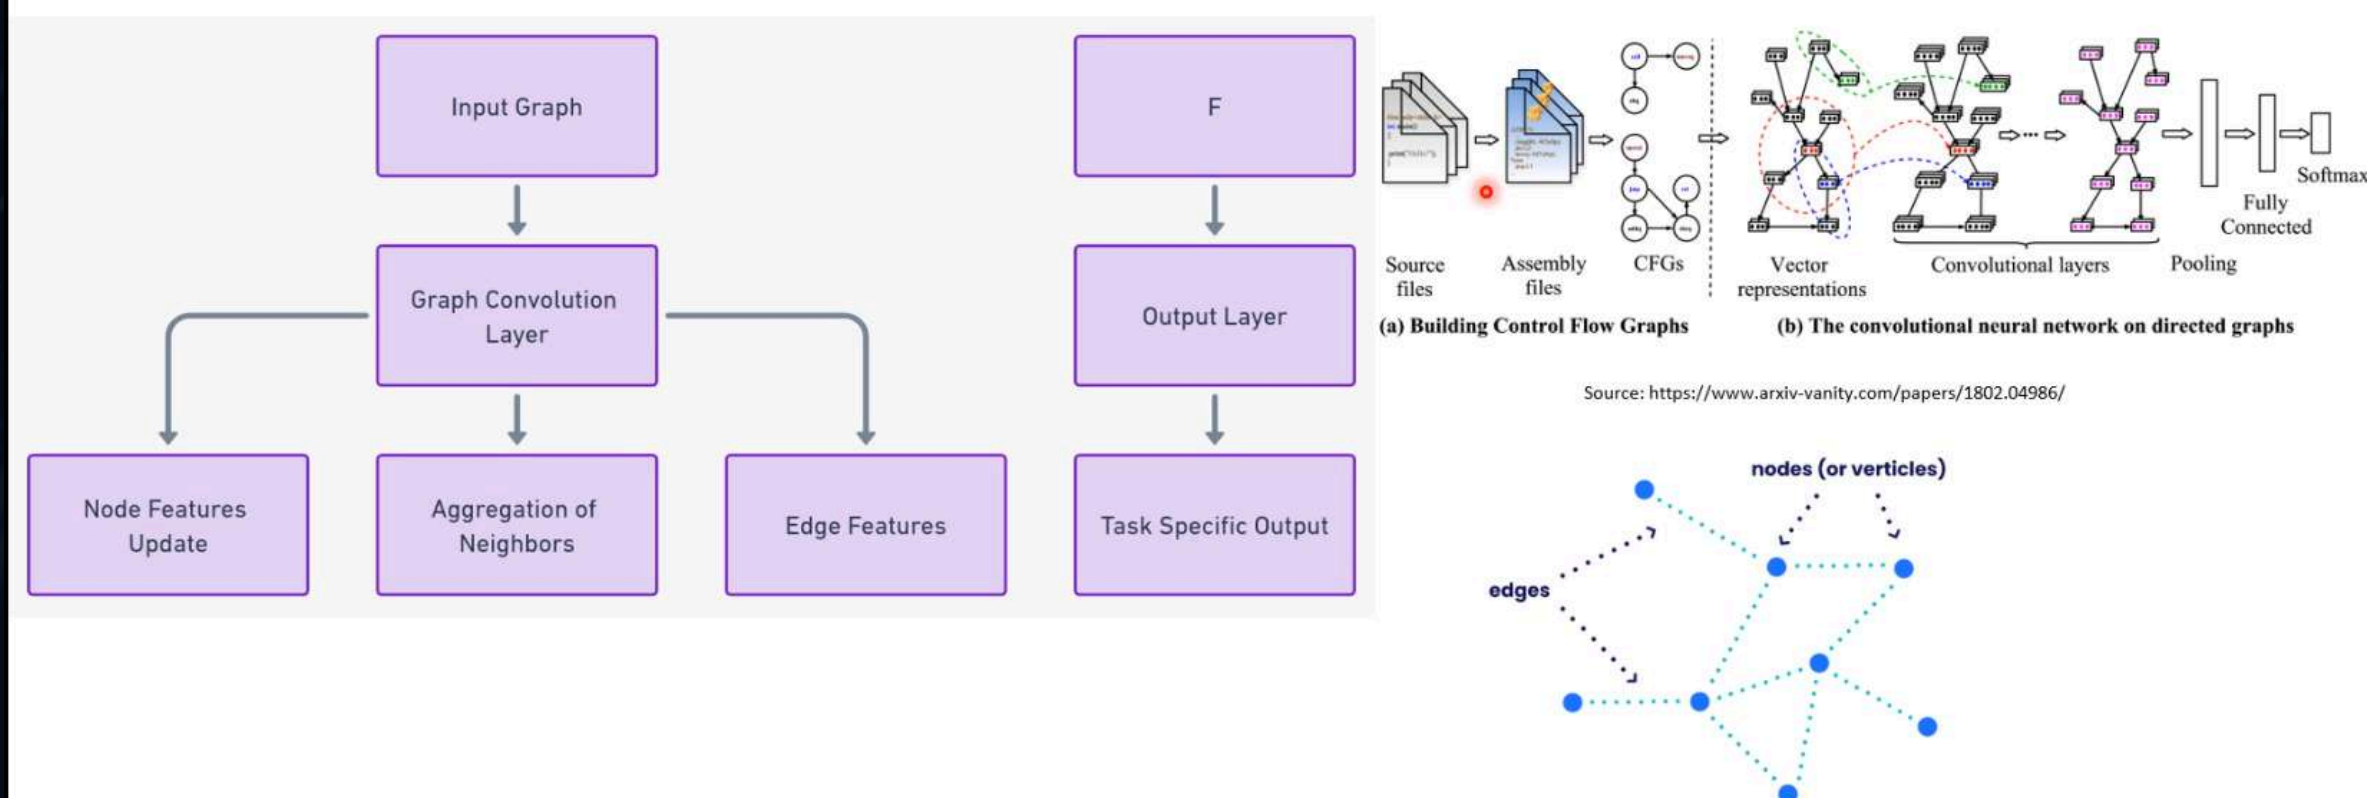 Input Graph
F
Graph Convolution
Layer
Output Layer
Node Features
Update
Aggregation of
Neighbors
Edge Features
Task Specific Output
Source
files
Assembly
files
CFGs
Vector
representations
Convolutional layers
Pooling
Fully
Connected
Softmax
(a) Building Control Flow Graphs
(b) The convolutional neural network on directed graphs
Source: https://www.arxiv-vanity.com/papers/1802.04986/
nodes (or verticles)
edges